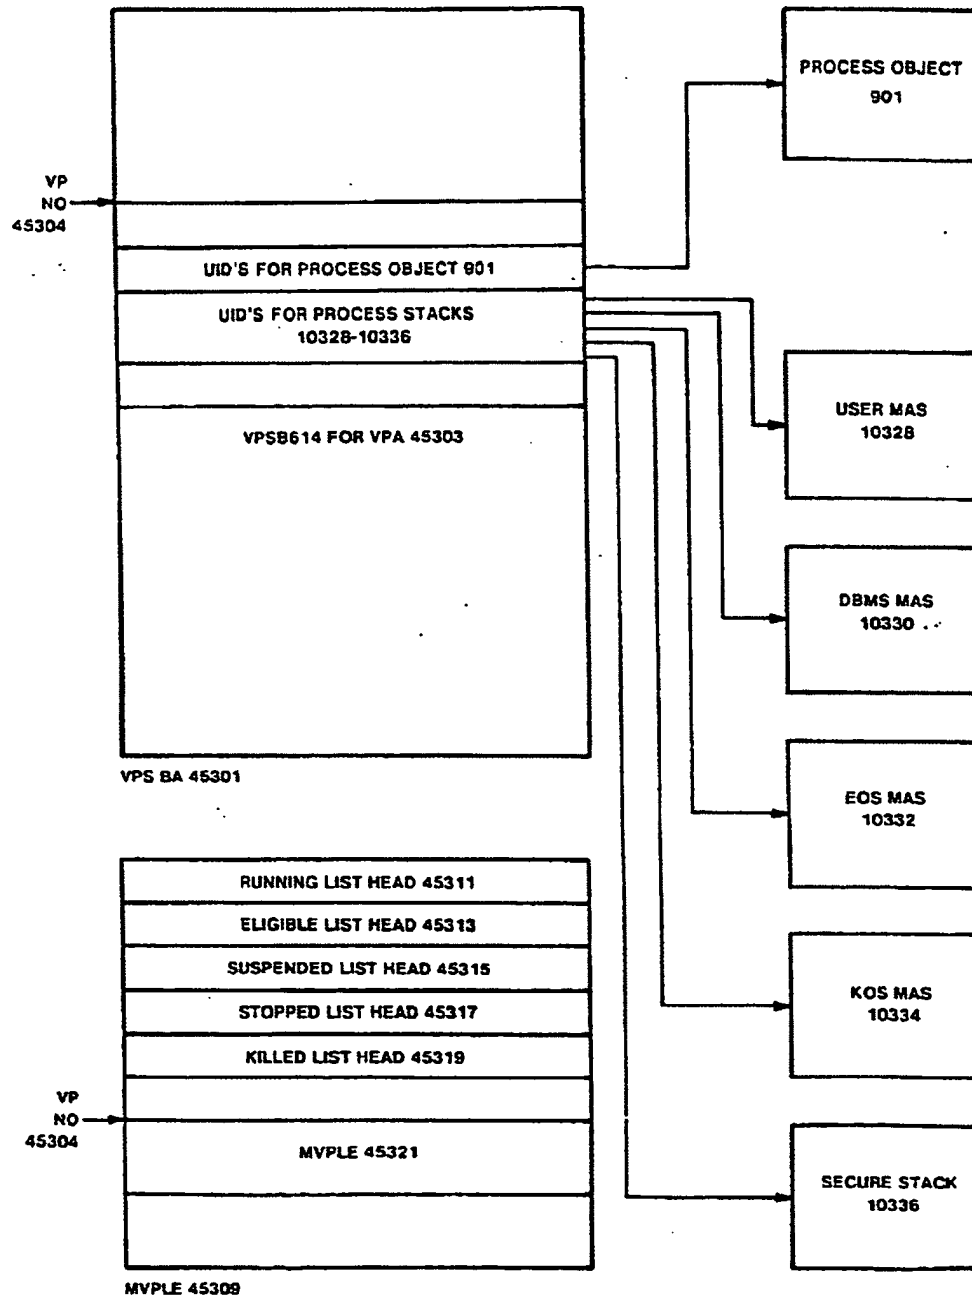 PROCESS OBJECT
901
VP
NO
45304
UID'S FOR PROCESS OBJECT 901
UID'S FOR PROCESS STACKS
10328-10336
VPSB614 FOR VPA 45303
USER MAS
10328
DBMS MAS
10330
EOS MAS
10332
KOS MAS
10334
SECURE STACK
10336
VPS BA 45301
RUNNING LIST HEAD 45311
ELIGIBLE LIST HEAD 45313
SUSPENDED LIST HEAD 45315
STOPPED LIST HEAD 45317
KILLED LIST HEAD 45319
VP
NO
45304
MVPLE 45321
MVPLE 45309